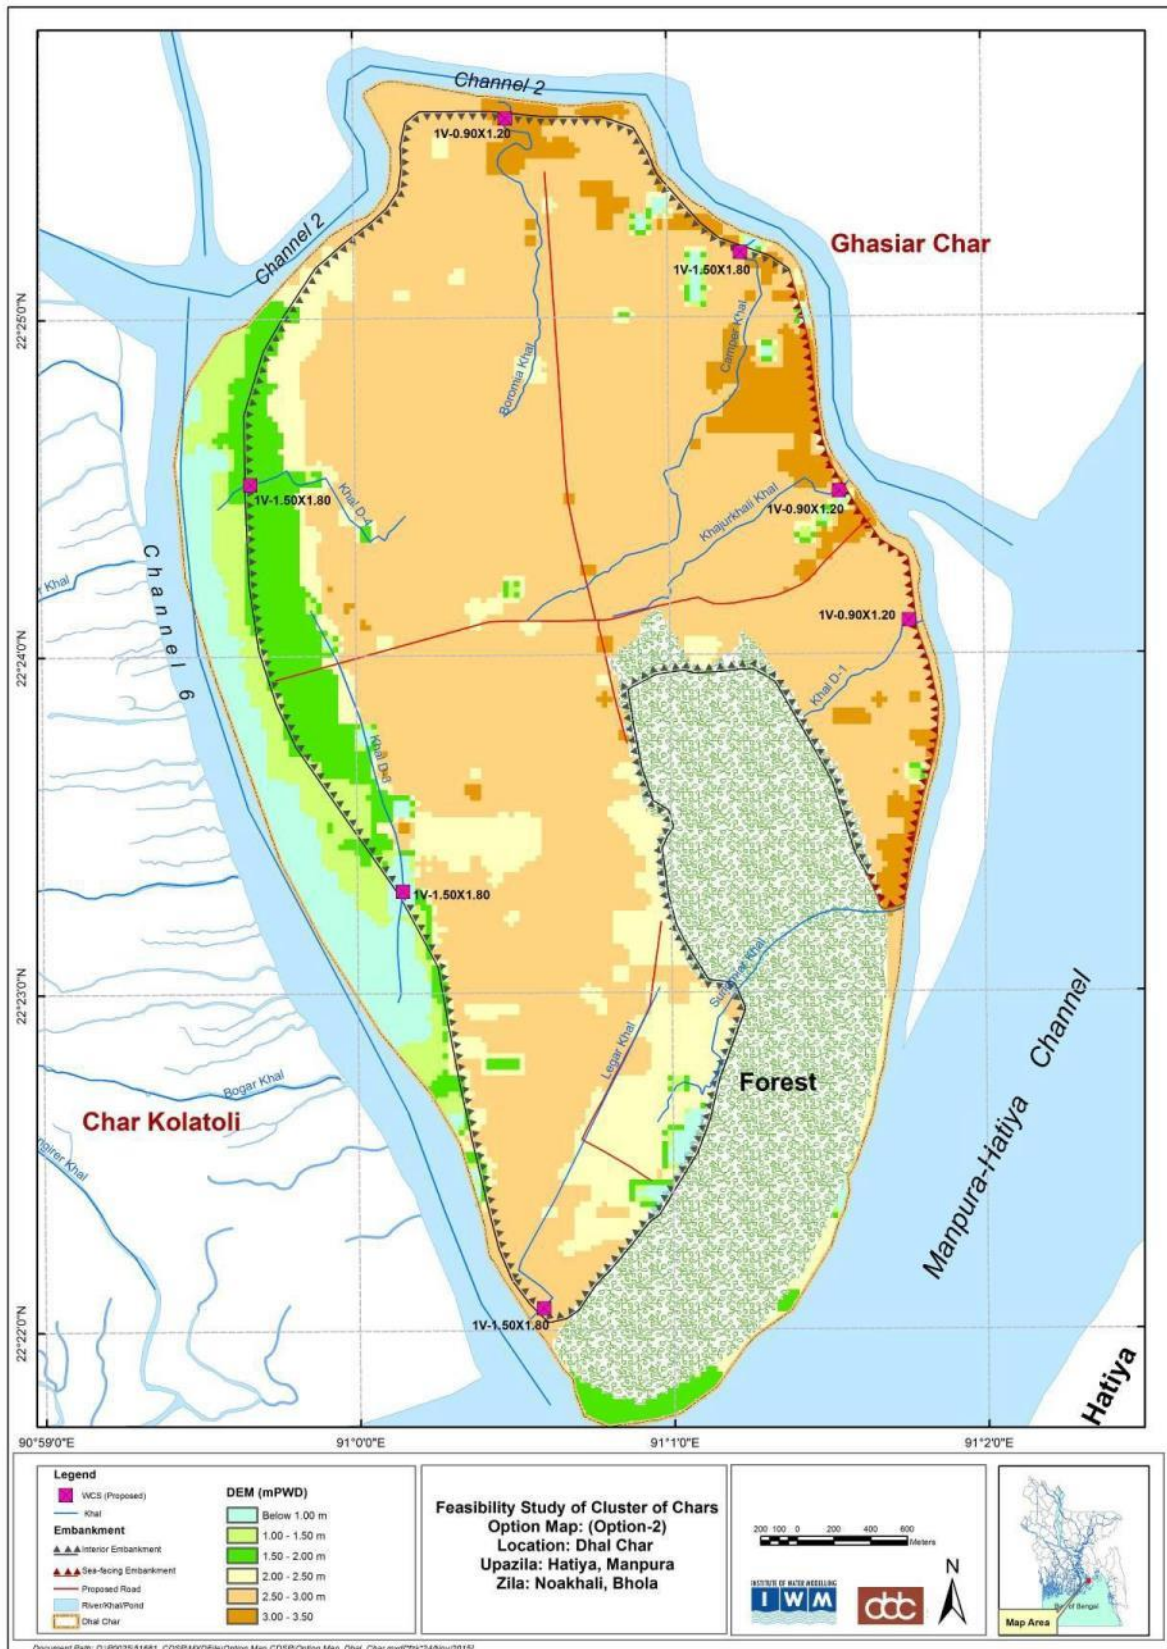 Channel 2
1V-0.90X1.20
Ghasiar Char
Channel 2
1V-1.50X1.80
22°25'0"N
Camper Khal
Boromia Khal
1V-1.50X1.80
Khal D-4
Khajurkhali Khal
1V-0.90X1.20
Channel 6
Khal
1V-0.90X1.20
22°24'0"N
Khal D-1
Khal D-3
1V-1.50X1.80
22°23'0"N
Legar Khal
Forest
Bogar Khal
Char Kolatoli
Manpura-Hatiya Channel
ngirer Khal
1V-1.50X1.80
22°22'0"N
Hatiya
90°59'0"E
91°0'0"E
91°1'0"E
91°2'0"E
Legend
WCS (Proposed)
Khal
Embankment
Interior Embankment
Sea-facing Embankment
Proposed Road
River/Khal/Pond
Dhal Char
DEM (mPWD)
Below 1.00 m
1.00 - 1.50 m
1.50 - 2.00 m
2.00 - 2.50 m
2.50 - 3.00 m
3.00 - 3.50
Feasibility Study of Cluster of Chars
Option Map: (Option-2)
Location: Dhal Char
Upazila: Hatiya, Manpura
Zila: Noakhali, Bhola
200 100 0 200 400 600
Meters
N
INSTITUTE OF WATER MODELLING
IWM
Bay of Bengal
Map Area